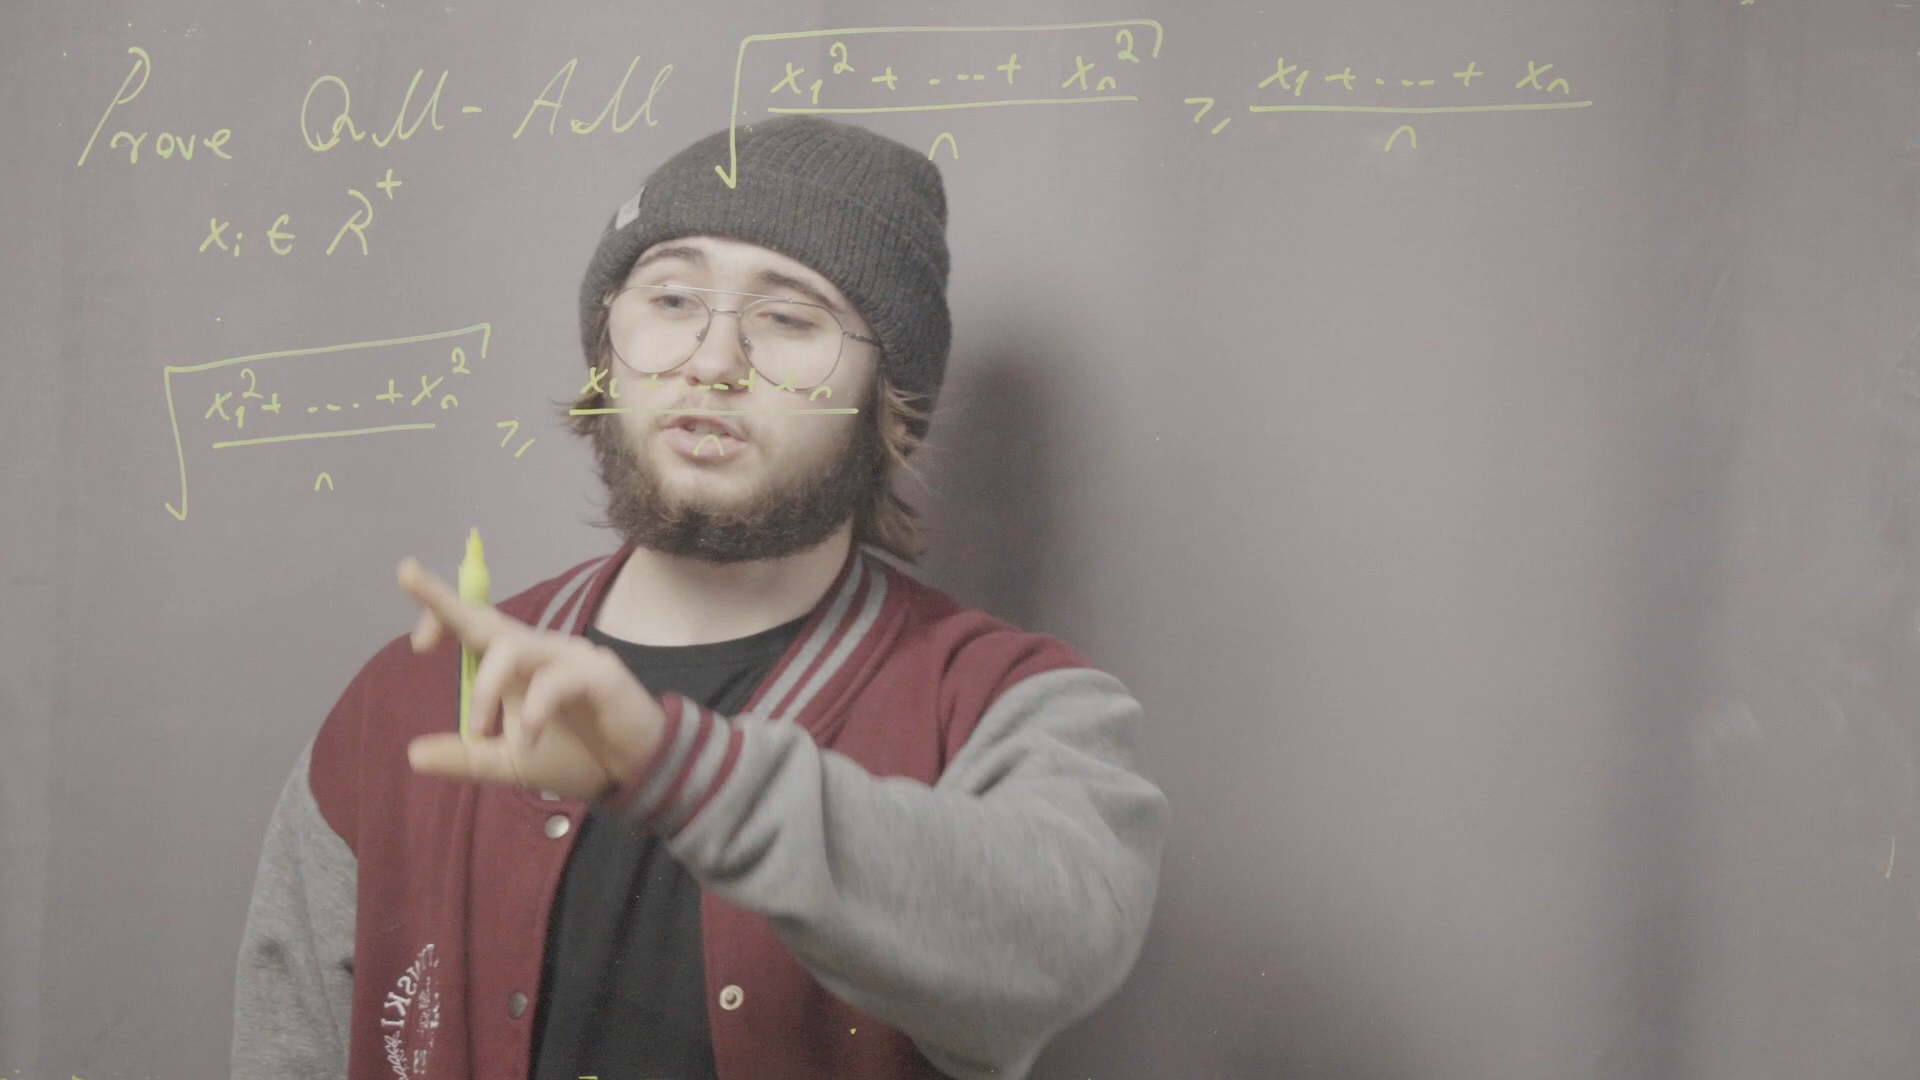 Prove QM-AM √((x₁² + ... + xₙ²)/n) ⩾ (x₁ + ... + xₙ)/n
xᵢ ∈ R⁺
√((x₁² + ... + xₙ²)/n) ⩾ (x₁ + ... + xₙ)/n